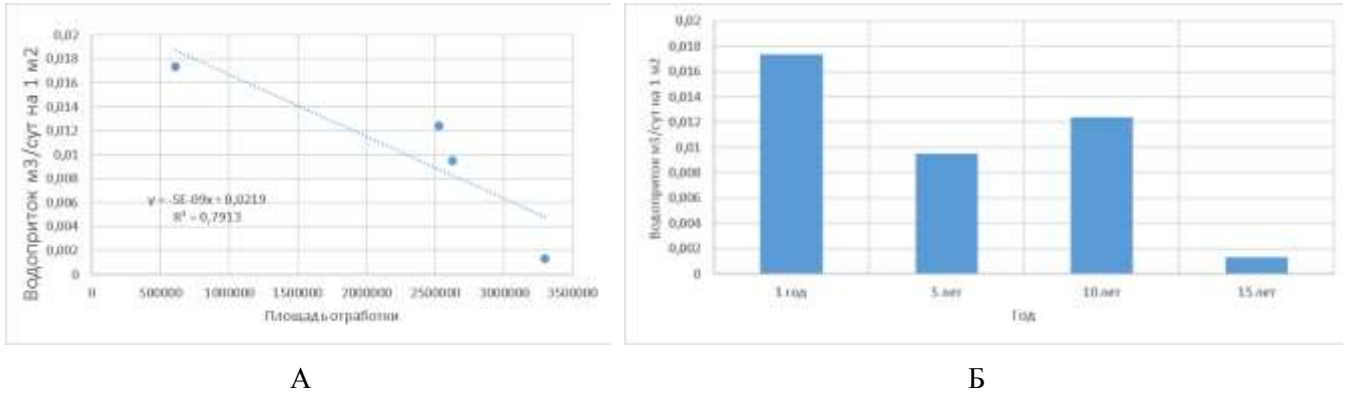 Водоприток м3/сут на 1 м2
0,02
0,018
0,016
0,014
0,012
0,01
0,008
0,006
0,004
0,002
0
y = -5E-09x + 0,0219
R² = 0,7913
0 500000 1000000 1500000 2000000 2500000 3000000 3500000
Площадь отработки
А
Водоприток м3/сут на 1 м2
0,02
0,018
0,016
0,014
0,012
0,01
0,008
0,006
0,004
0,002
0
1 год 5 лет 10 лет 15 лет
Год
Б